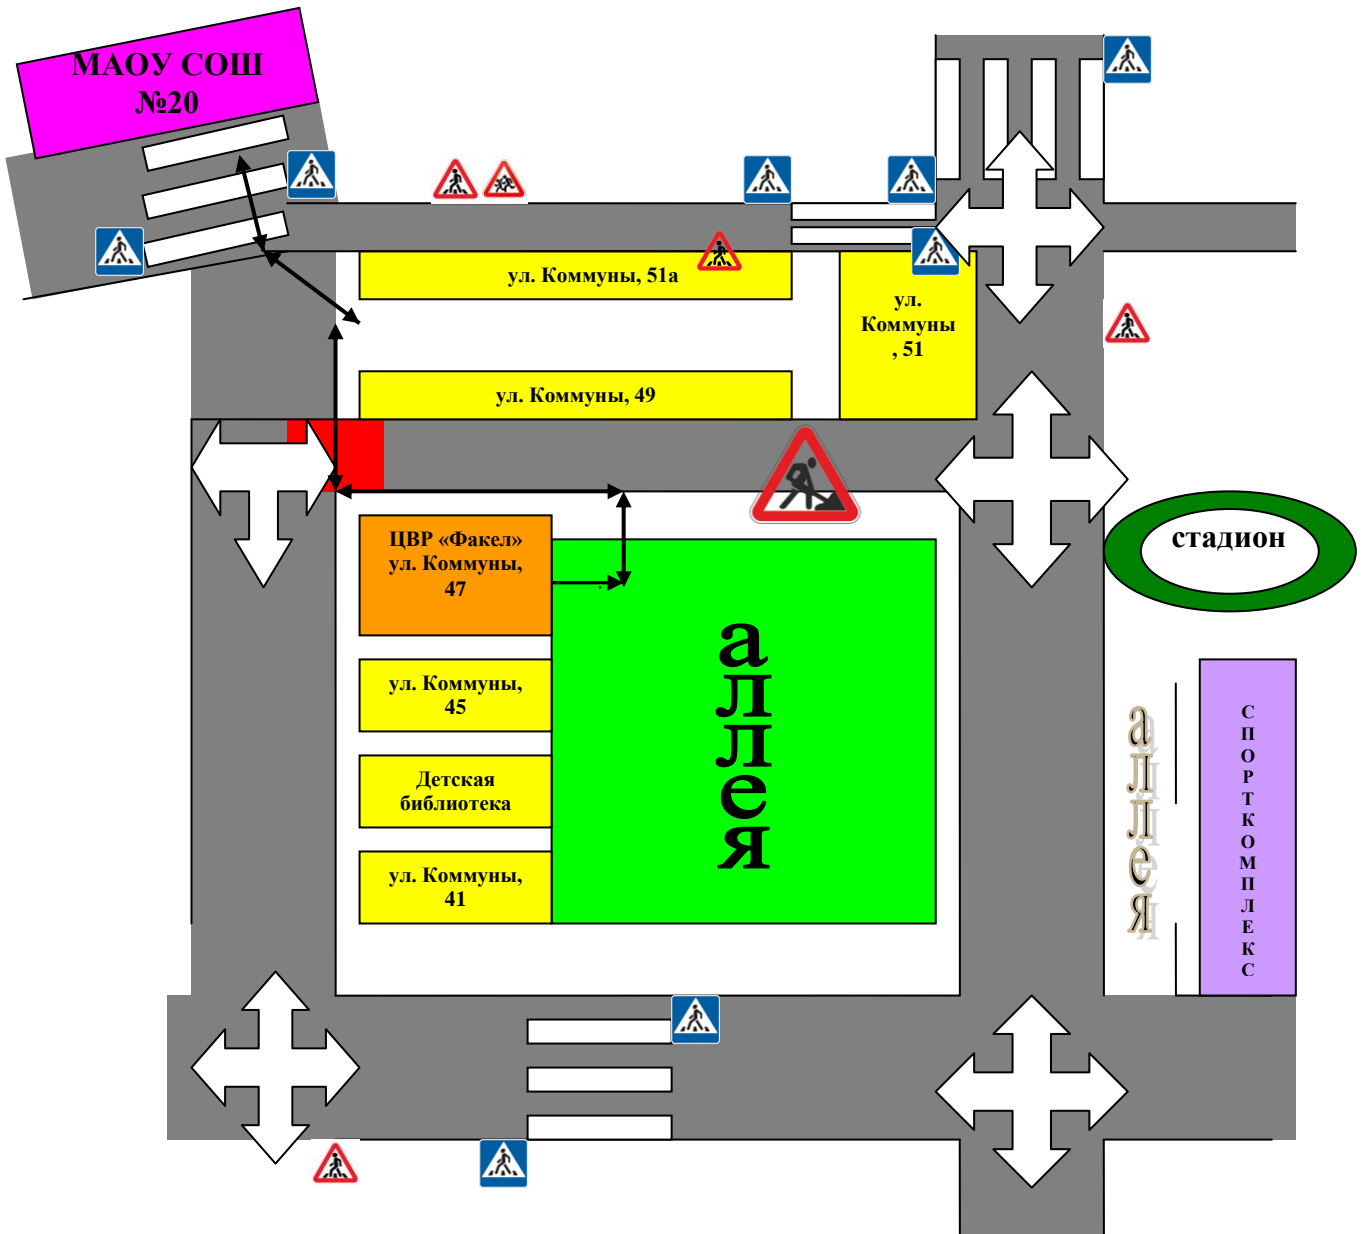 МАОУ СОШ
№20
ул. Коммуны, 51а
ул.
Коммуны
, 51
ул. Коммуны, 49
ЦВР «Факел»
ул. Коммуны,
47
стадион
ул. Коммуны,
45
Детская
библиотека
ул. Коммуны,
41
аллея
аллея
СПОРТКОМПЛЕКС